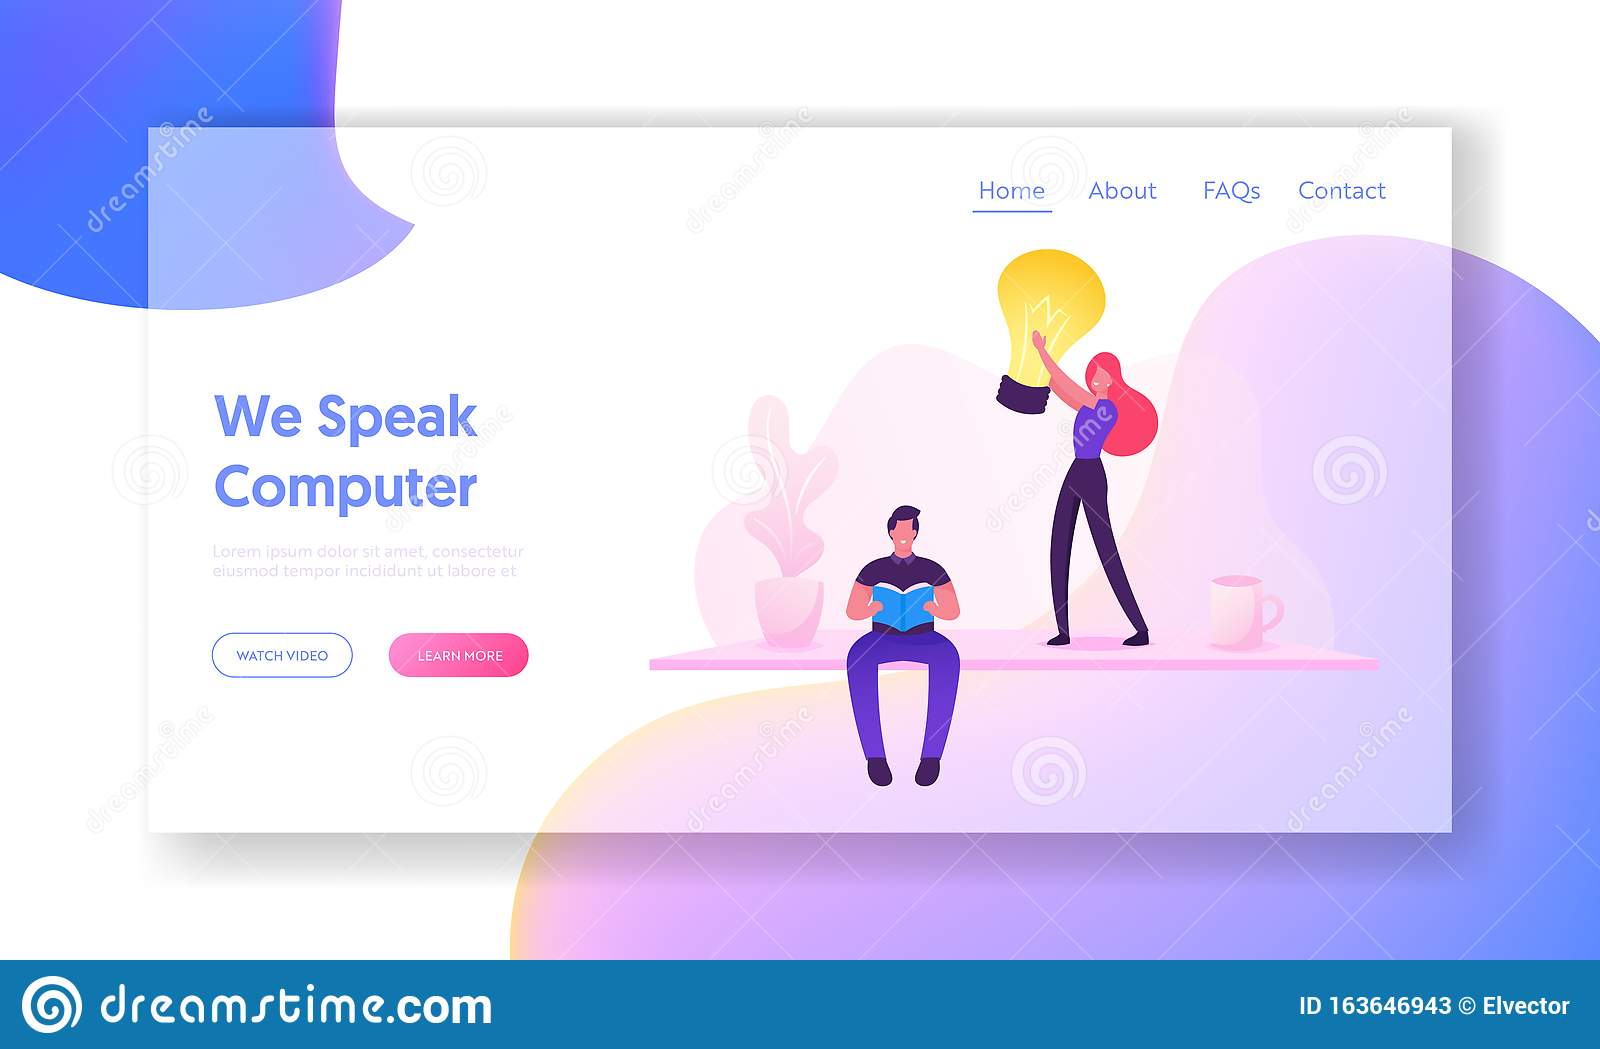 Home About FAQs Contact
We Speak
Computer
Lorem ipsum dolor sit amet, consectetur
eiusmod tempor incididunt ut labore et
WATCH VIDEO LEARN MORE
dreamstime.com
ID 163646943 © Elvector